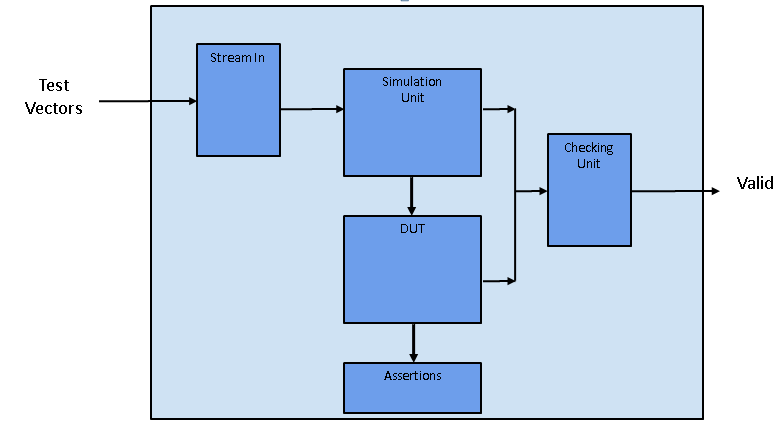 Stream In
Simulation
Unit
Test
Vectors
Checking
Unit
Valid
DUT
Assertions